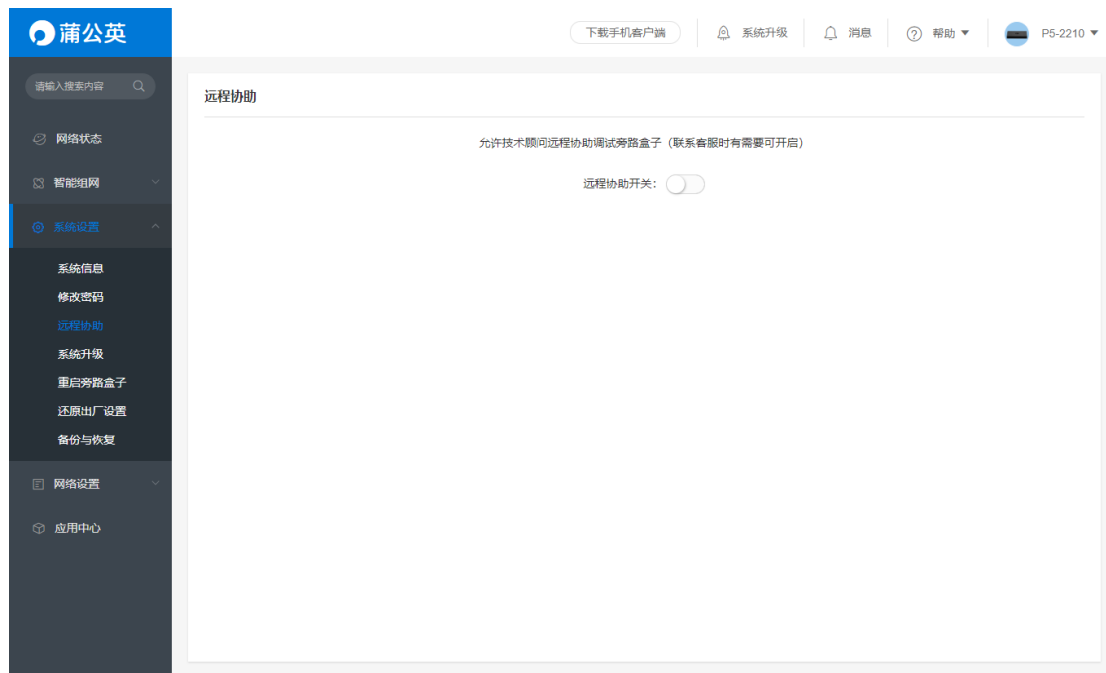 蒲公英
下载手机客户端
系统升级
消息
帮助
P5-2210
请输入搜索内容
网络状态
智能组网
系统设置
系统信息
修改密码
远程协助
系统升级
重启旁路盒子
还原出厂设置
备份与恢复
网络设置
应用中心
远程协助
允许技术顾问远程协助调试旁路盒子（联系客服时有需要可开启）
远程协助开关：